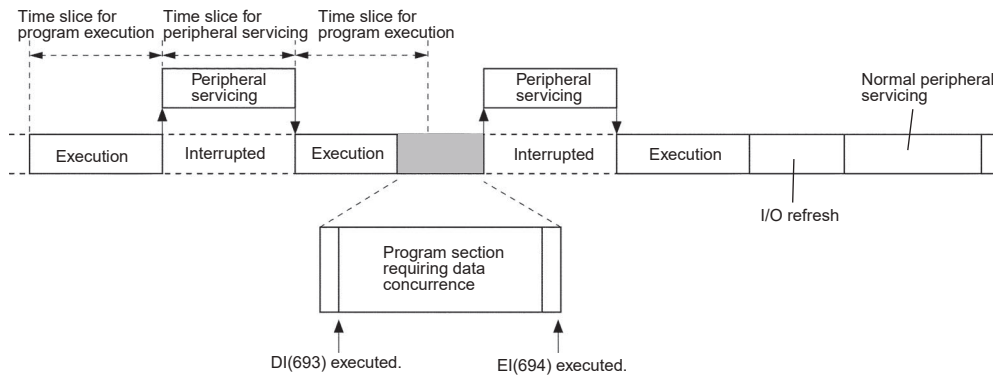 Time slice for
program execution
Time slice for
peripheral servicing
Time slice for
program execution
Peripheral
servicing
Peripheral
servicing
Normal peripheral
servicing
Execution
Interrupted
Execution
Interrupted
Execution
I/O refresh
Program section
requiring data
concurrence
DI(693) executed.
EI(694) executed.